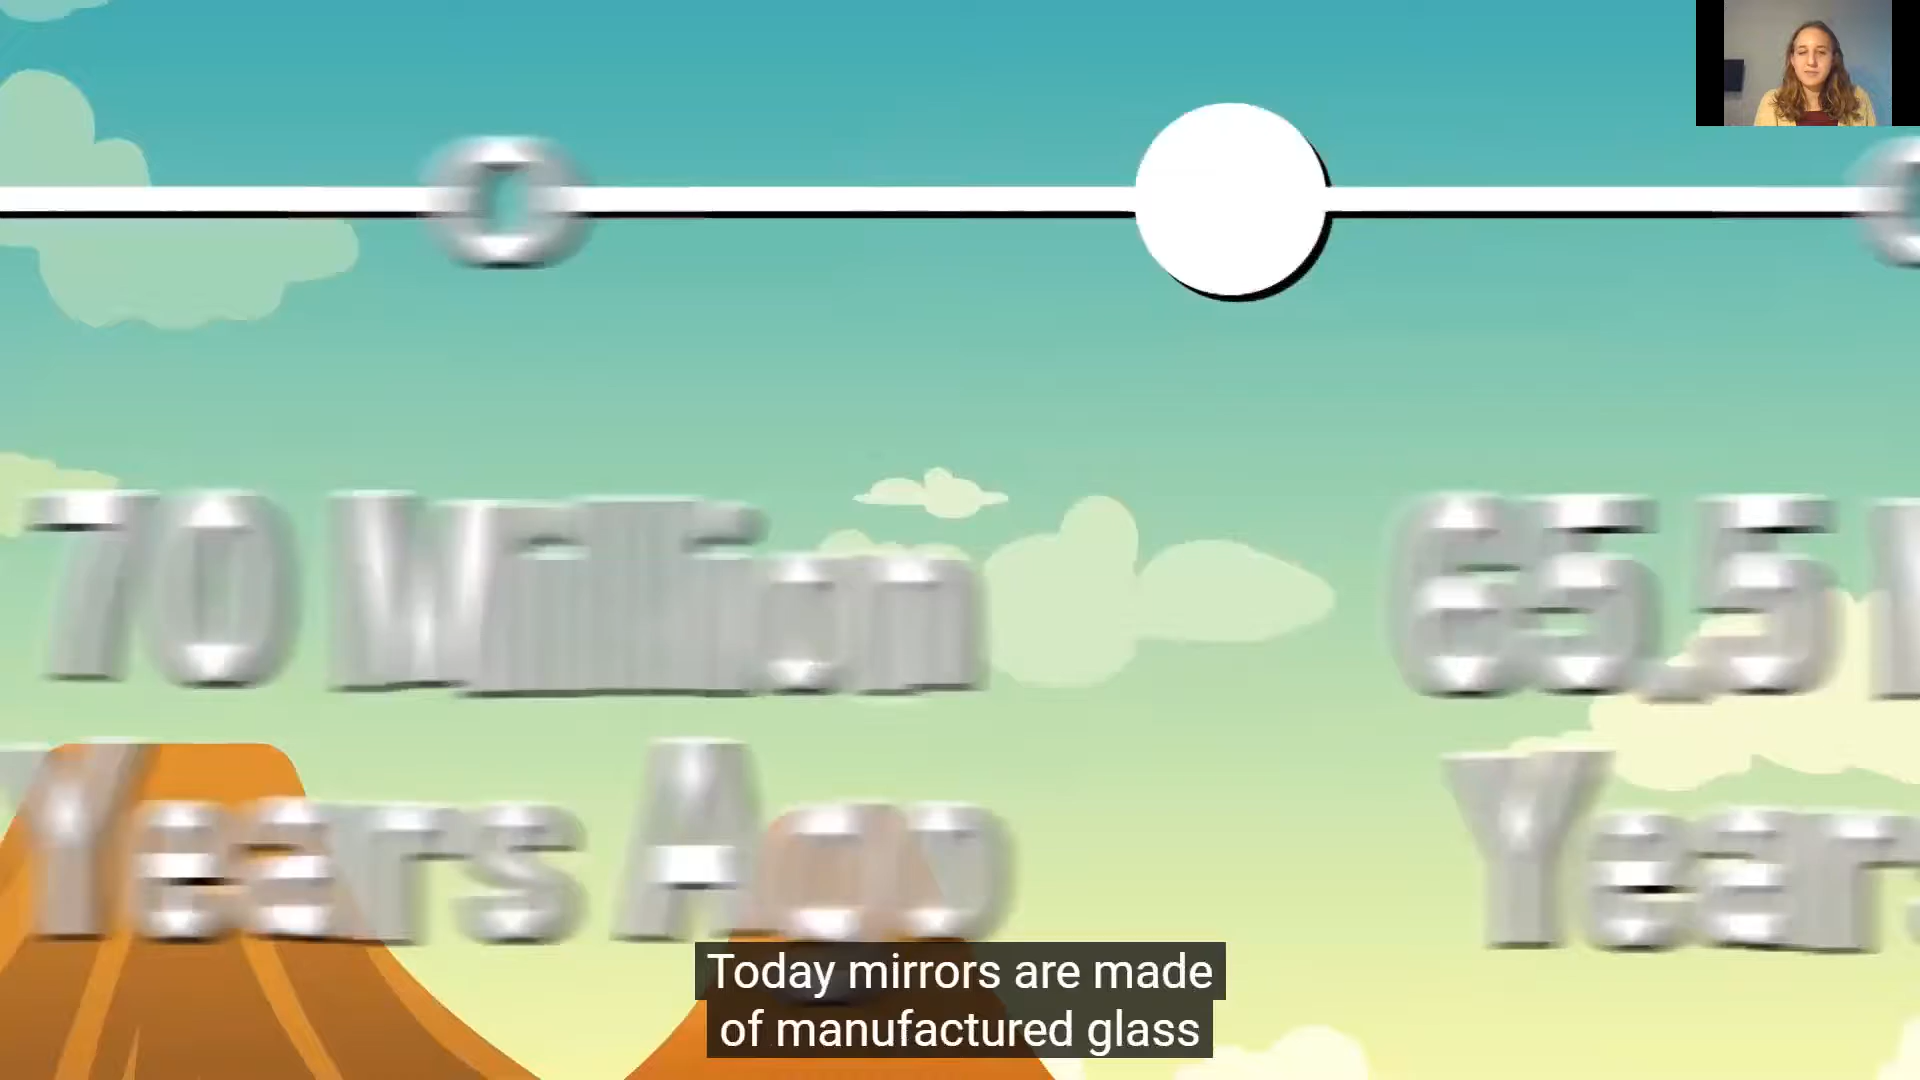 70 Million
Years Ago
65.5
Years
Today mirrors are made
of manufactured glass